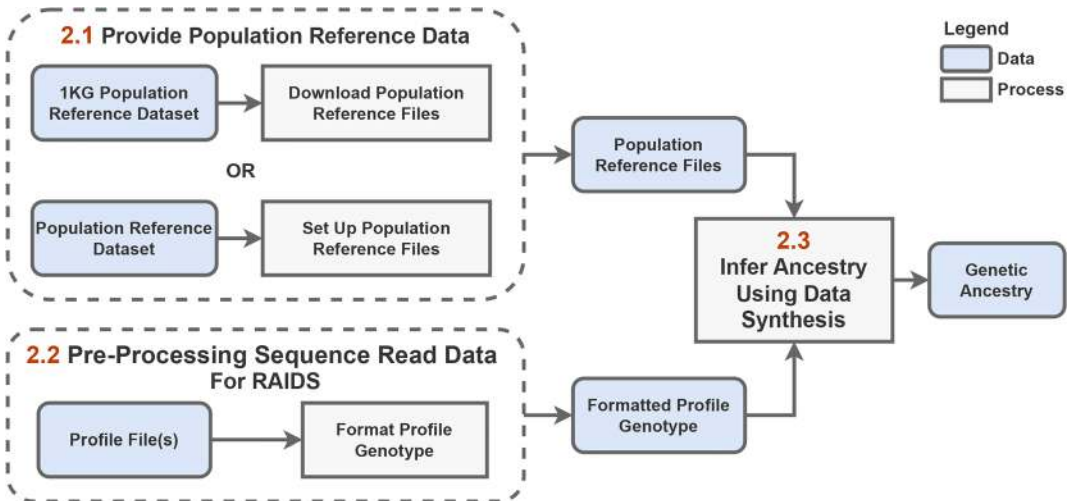 2.1 Provide Population Reference Data
1KG Population
Reference Dataset
Download Population
Reference Files
OR
Population Reference
Dataset
Set Up Population
Reference Files
2.2 Pre-Processing Sequence Read Data
For RAIDS
Profile File(s)
Format Profile
Genotype
Population
Reference Files
Formatted Profile
Genotype
2.3
Infer Ancestry
Using Data
Synthesis
Genetic
Ancestry
Legend
Data
Process